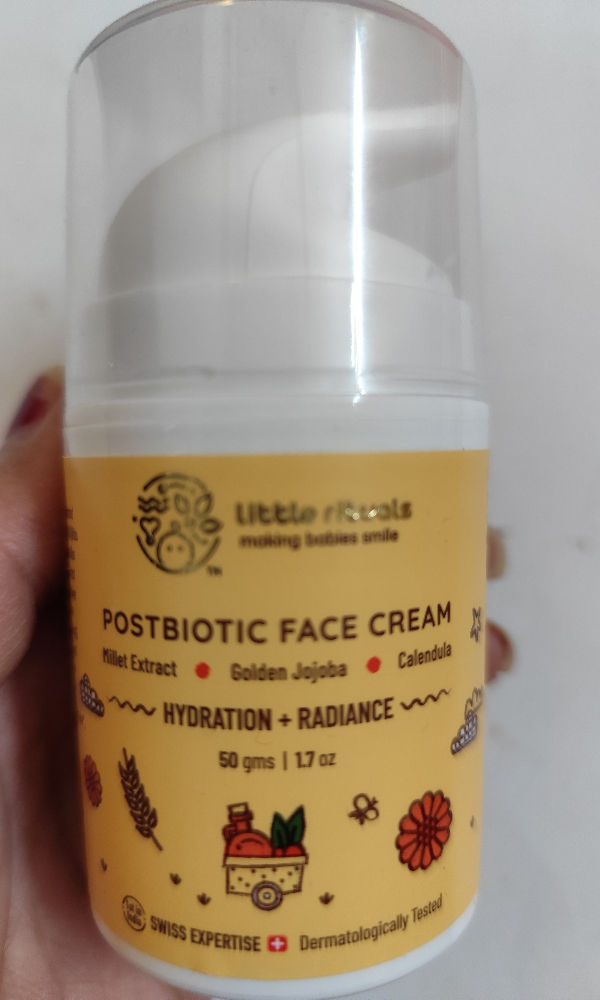 little rituals
making babies smile
TM
POSTBIOTIC FACE CREAM
Millet Extract • Golden Jojoba • Calendula
HYDRATION + RADIANCE
50 gms | 1.7 oz
SWISS EXPERTISE Dermatologically Tested